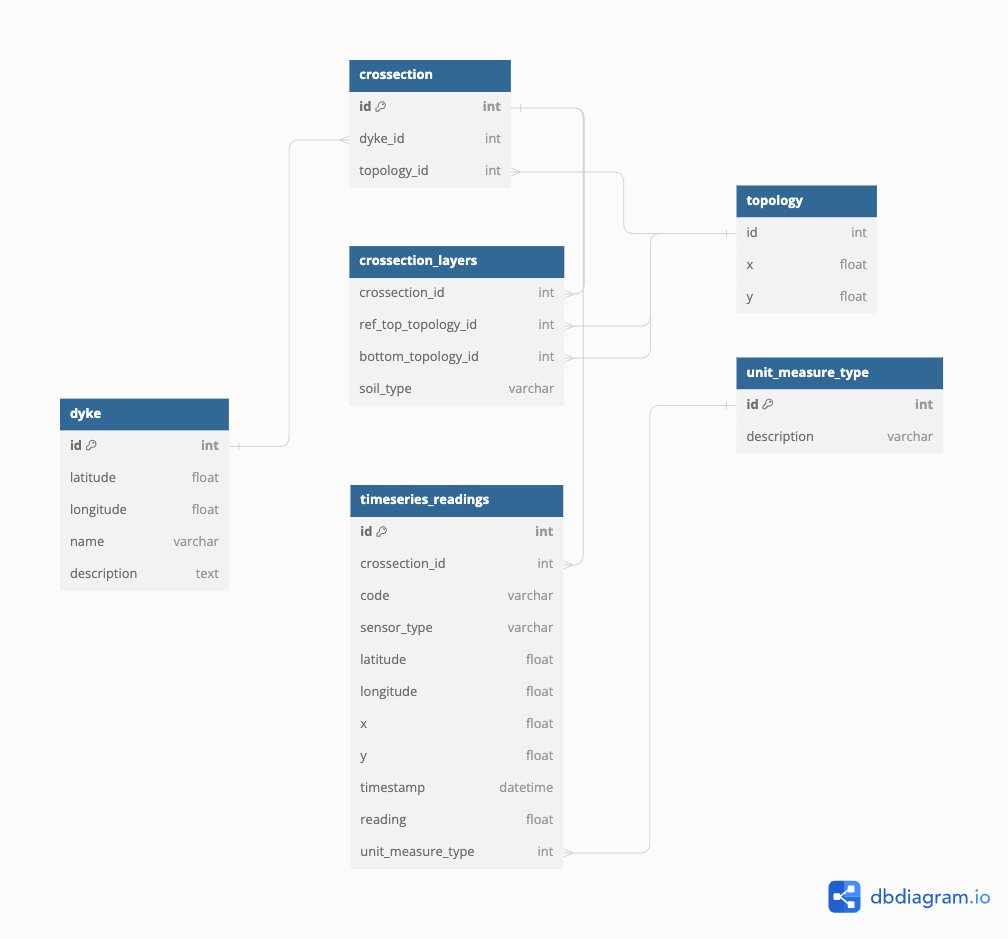 crossection
id int
dyke_id int
topology_id int
topology
id int
x float
y float
crossection_layers
crossection_id int
ref_top_topology_id int
bottom_topology_id int
soil_type varchar
unit_measure_type
id int
description varchar
dyke
id int
latitude float
longitude float
name varchar
description text
timeseries_readings
id int
crossection_id int
code varchar
sensor_type varchar
latitude float
longitude float
x float
y float
timestamp datetime
reading float
unit_measure_type int
dbdiagram.io